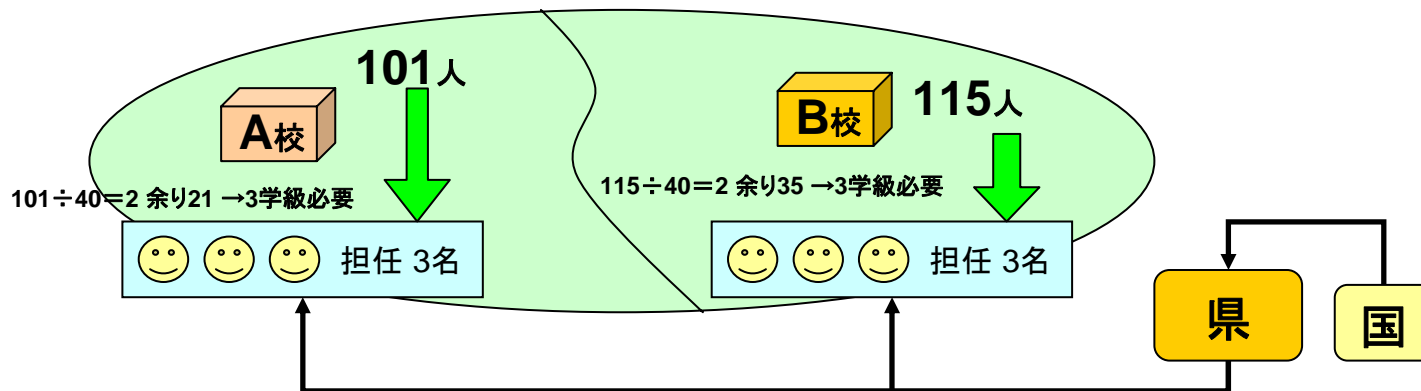 101人
A校
101÷40=2 余り21 →3学級必要
担任 3名
115人
B校
115÷40=2 余り35 →3学級必要
担任 3名
県
国